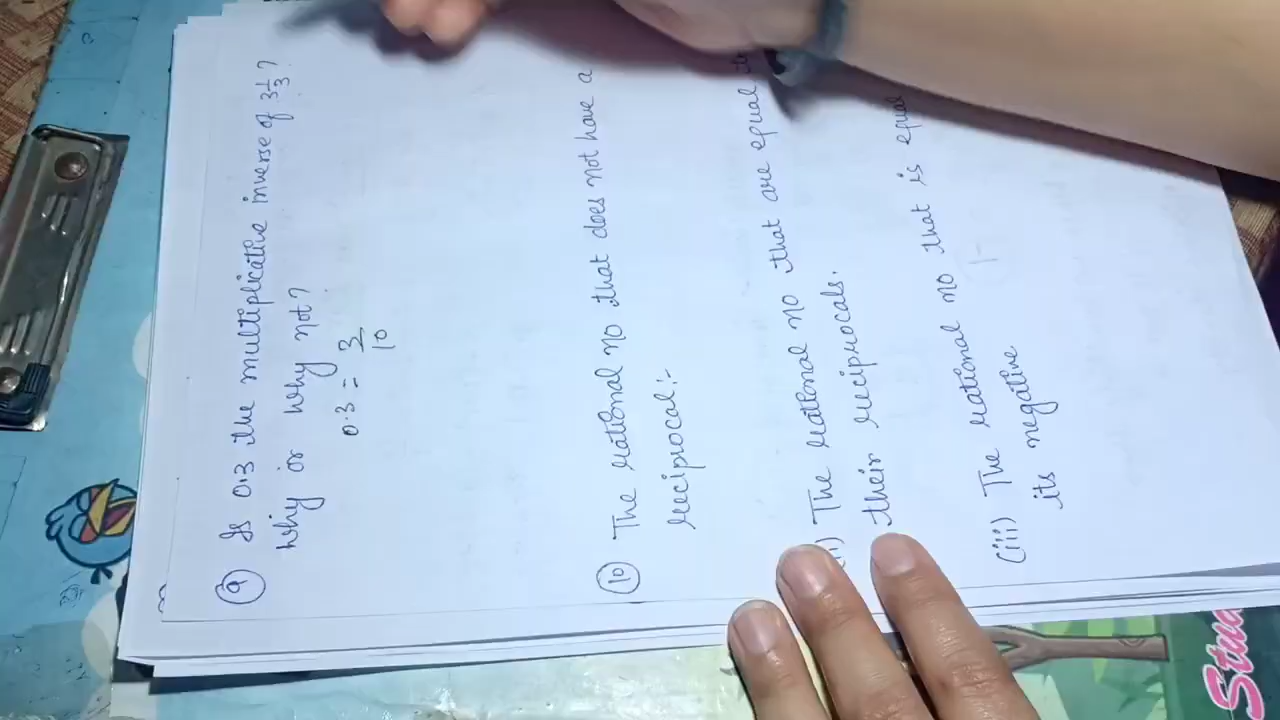 (9) Is 0.3 the multiplicative inverse of 3 1/3?
why or why not?
0.3 = 3/10
(10) The rational no that does not have a
reciprocal:-
The rational no that are equal to
their reciprocals.
(iii) The rational no that is equal
its negative
Stud